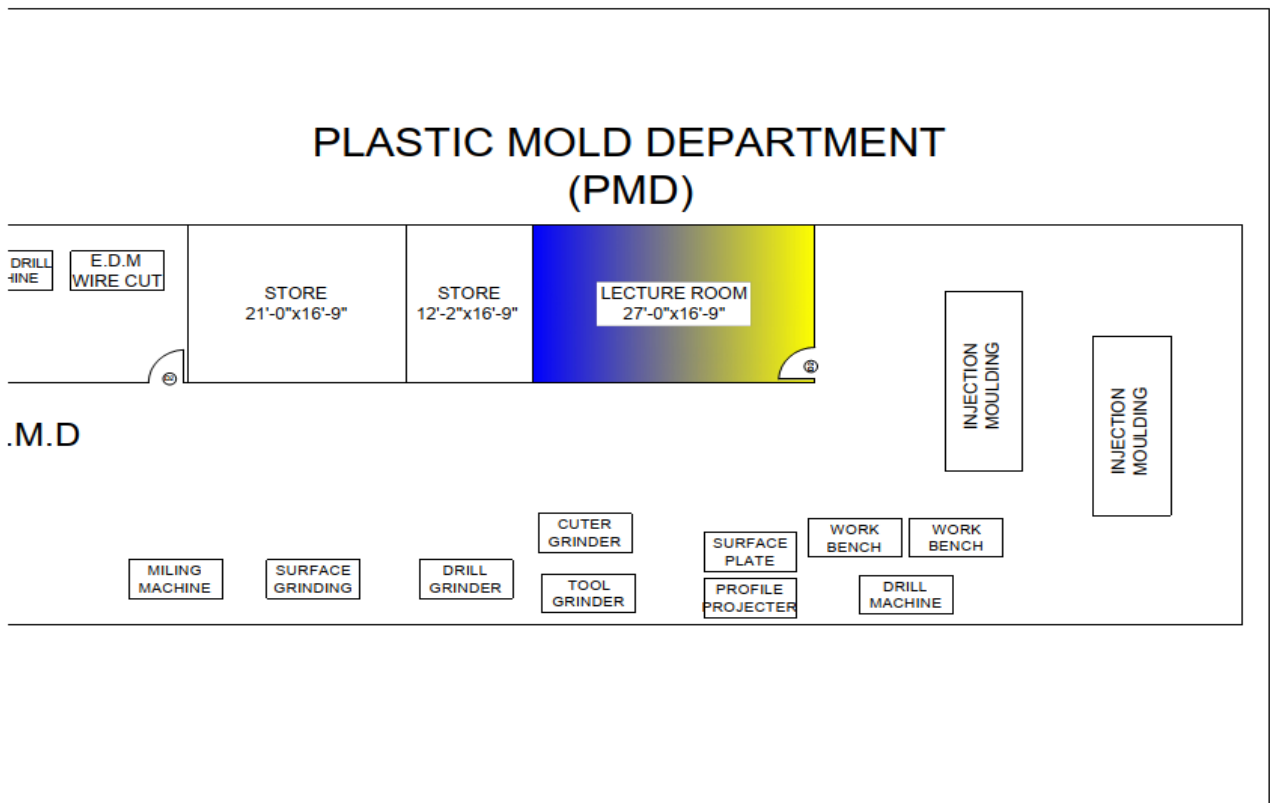 PLASTIC MOLD DEPARTMENT
(PMD)
DRILL
HINE
E.D.M
WIRE CUT
STORE
21'-0"x16'-9"
STORE
12'-2"x16'-9"
LECTURE ROOM
27'-0"x16'-9"
INJECTION
MOULDING
INJECTION
MOULDING
.M.D
CUTER
GRINDER
WORK
BENCH
WORK
BENCH
SURFACE
PLATE
MILING
MACHINE
SURFACE
GRINDING
DRILL
GRINDER
TOOL
GRINDER
PROFILE
PROJECTER
DRILL
MACHINE